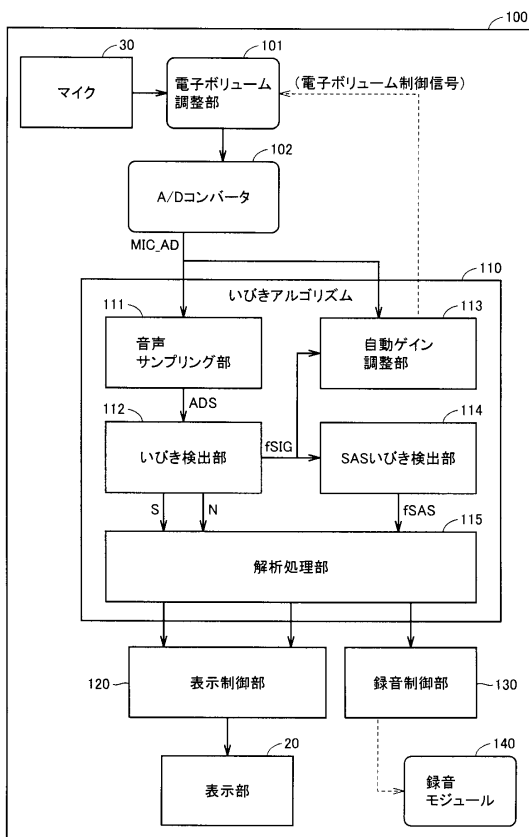 100
30
マイク
101
電子ボリューム
調整部
(電子ボリューム制御信号)
102
A/Dコンバータ
MIC_AD
110
いびきアルゴリズム
111
音声
サンプリング部
113
自動ゲイン
調整部
ADS
112
いびき検出部
fSIG
114
SASいびき検出部
S
N
fSAS
115
解析処理部
120
表示制御部
録音制御部
130
20
表示部
140
録音
モジュール